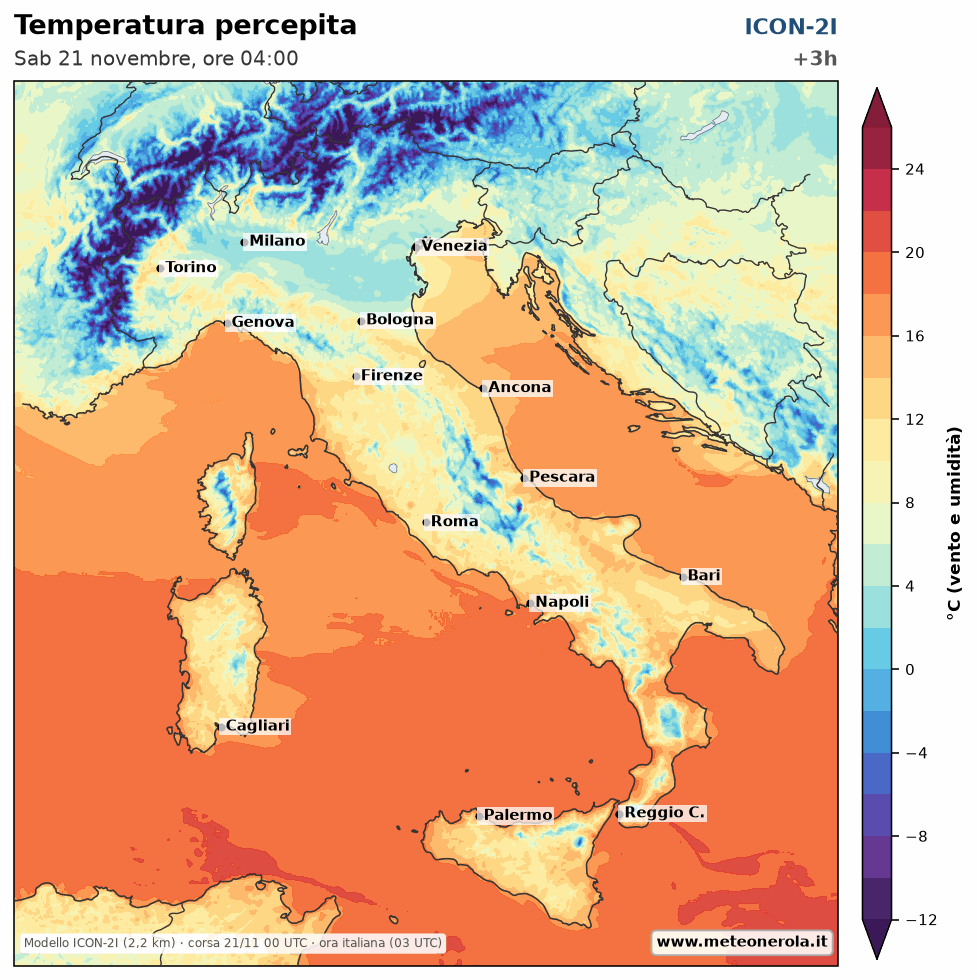 Temperatura percepita
ICON-2I
Sab 21 novembre, ore 04:00
+3h
Milano
Venezia
Torino
Genova
Bologna
Firenze
Ancona
Pescara
Roma
Bari
Napoli
Cagliari
Palermo
Reggio C.
24
20
16
12
8
4
0
−4
−8
−12
°C (vento e umidità)
Modello ICON-2I (2,2 km) · corsa 21/11 00 UTC · ora italiana (03 UTC)
www.meteonerola.it